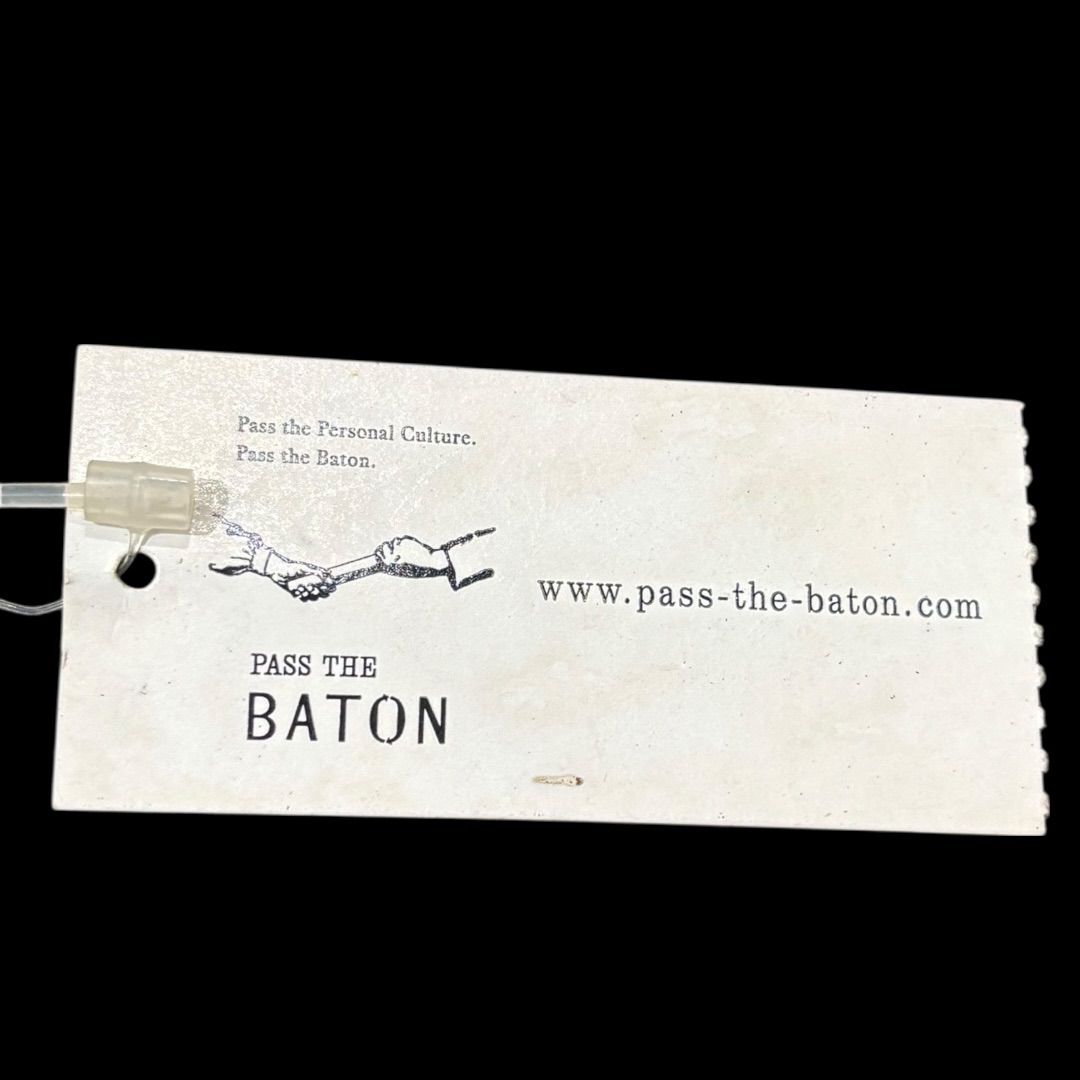 Pass the Personal Culture.
Pass the Baton.
www.pass-the-baton.com
PASS THE
BATON